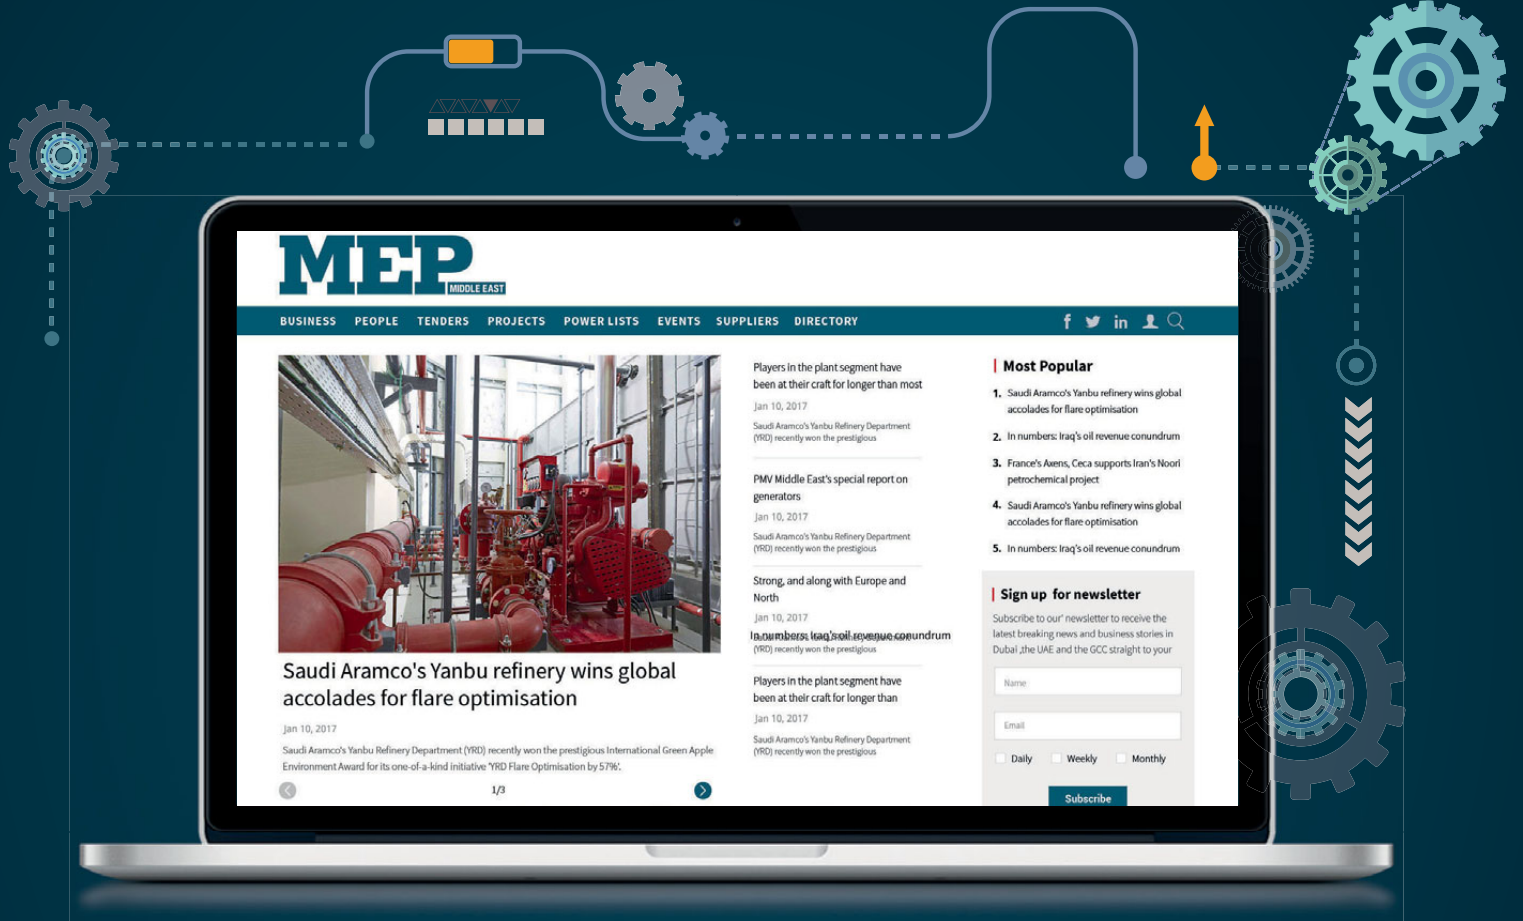 MEP
MIDDLE EAST
BUSINESS PEOPLE TENDERS PROJECTS POWER LISTS EVENTS SUPPLIERS DIRECTORY
Saudi Aramco's Yanbu refinery wins global
accolades for flare optimisation
Jan 10, 2017
Saudi Aramco's Yanbu Refinery Department (YRD) recently won the prestigious International Green Apple
Environment Award for its one-of-a-kind initiative 'YRD Flare Optimisation by 57%'.
1/3
Players in the plant segment have
been at their craft for longer than most
Jan 10, 2017
Saudi Aramco's Yanbu Refinery Department
(YRD) recently won the prestigious
PMV Middle East's special report on
generators
Jan 10, 2017
Saudi Aramco's Yanbu Refinery Department
(YRD) recently won the prestigious
Strong, and along with Europe and
North
Jan 10, 2017
In numbers: Iraq's oil revenue conundrum
(YRD) recently won the prestigious
Players in the plant segment have
been at their craft for longer than
Jan 10, 2017
Saudi Aramco's Yanbu Refinery Department
(YRD) recently won the prestigious
Most Popular
1. Saudi Aramco's Yanbu refinery wins global
accolades for flare optimisation
2. In numbers: Iraq's oil revenue conundrum
3. France's Axens, Ceca supports Iran's Noori
petrochemical project
4. Saudi Aramco's Yanbu refinery wins global
accolades for flare optimisation
5. In numbers: Iraq's oil revenue conundrum
Sign up for newsletter
Subscribe to our' newsletter to receive the
latest breaking news and business stories in
Dubai ,the UAE and the GCC straight to your
Name
Email
Daily Weekly Monthly
Subscribe